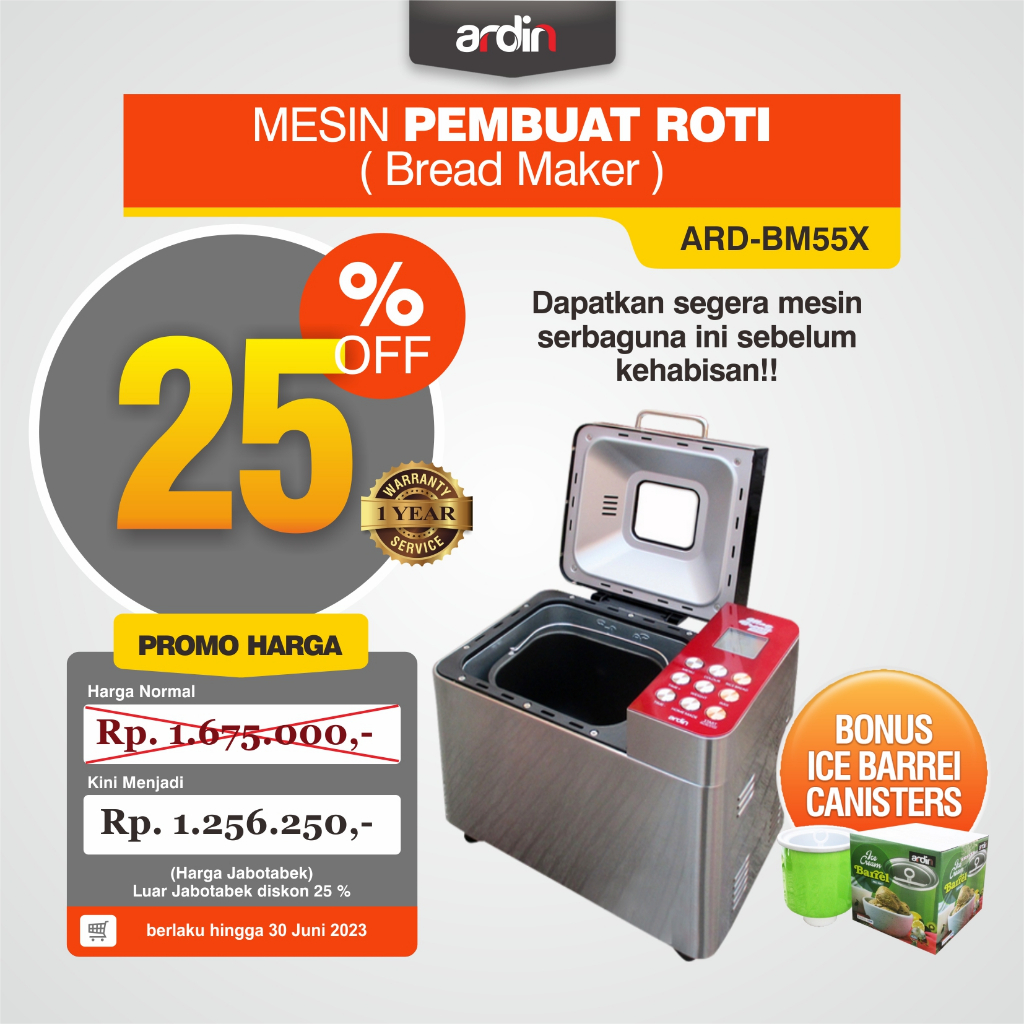 ardin
MESIN PEMBUAT ROTI
( Bread Maker )
ARD-BM55X
25
%
OFF
Dapatkan segera mesin
serbaguna ini sebelum
kehabisan!!
WARRANTY
1 YEAR
SERVICE
PROMO HARGA
Harga Normal
Rp. 1.675.000,-
Kini Menjadi
Rp. 1.256.250,-
(Harga Jabotabek)
Luar Jabotabek diskon 25 %
berlaku hingga 30 Juni 2023
ardin
BONUS
ICE BARREl
CANISTERS
ardin
Ice
Cream
Barrel